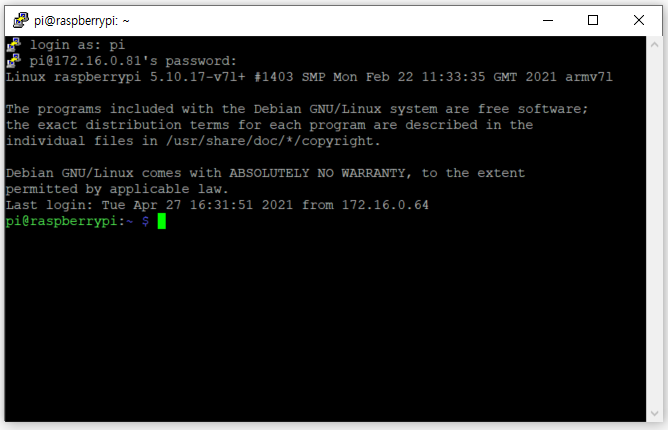 pi@raspberrypi: ~
login as: pi
pi@172.16.0.81's password:
Linux raspberrypi 5.10.17-v7l+ #1403 SMP Mon Feb 22 11:33:35 GMT 2021 armv7l
The programs included with the Debian GNU/Linux system are free software;
the exact distribution terms for each program are described in the
individual files in /usr/share/doc/*/copyright.
Debian GNU/Linux comes with ABSOLUTELY NO WARRANTY, to the extent
permitted by applicable law.
Last login: Tue Apr 27 16:31:51 2021 from 172.16.0.64
pi@raspberrypi:~ $